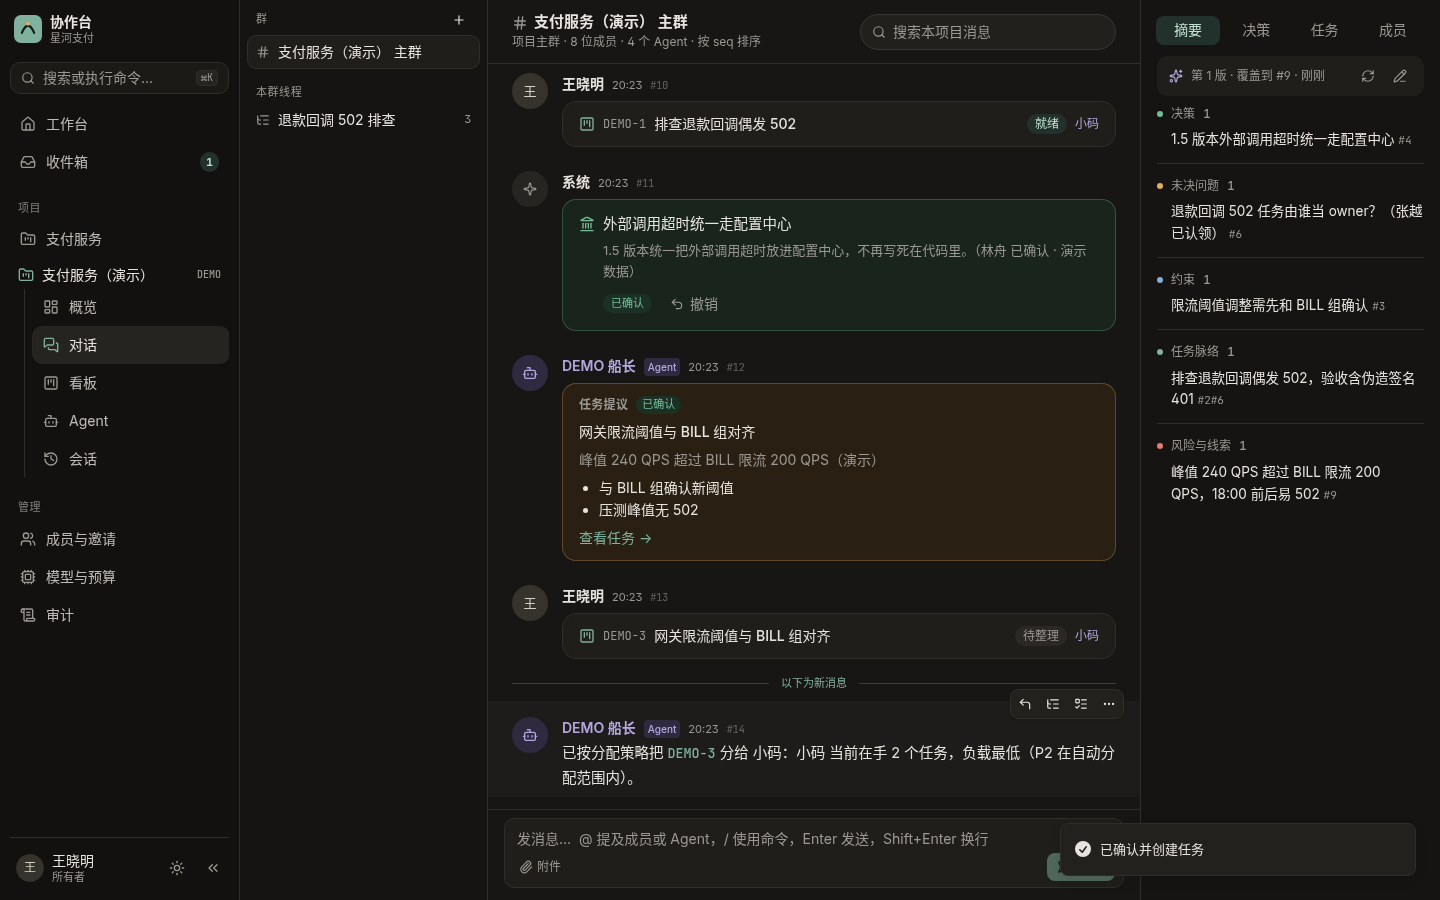 协作台
星河支付
搜索或执行命令... ⌘K
工作台
收件箱 1
项目
支付服务
支付服务（演示） DEMO
概览
对话
看板
Agent
会话
管理
成员与邀请
模型与预算
审计
王 王晓明
所有者
群
支付服务（演示） 主群
本群线程
退款回调 502 排查 3
支付服务（演示） 主群
项目主群 · 8 位成员 · 4 个 Agent · 按 seq 排序
搜索本项目消息
王 王晓明 20:23 #10
DEMO-1 排查退款回调偶发 502 就绪 小码
系统 20:23 #11
外部调用超时统一走配置中心
1.5 版本统一把外部调用超时放进配置中心，不再写死在代码里。（林舟 已确认 · 演示
数据）
已确认 撤销
DEMO 船长 Agent 20:23 #12
任务提议 已确认
网关限流阈值与 BILL 组对齐
峰值 240 QPS 超过 BILL 限流 200 QPS（演示）
• 与 BILL 组确认新阈值
• 压测峰值无 502
查看任务 →
王 王晓明 20:23 #13
DEMO-3 网关限流阈值与 BILL 组对齐 待整理 小码
以下为新消息
DEMO 船长 Agent 20:23 #14
已按分配策略把 DEMO-3 分给 小码：小码 当前在手 2 个任务，负载最低（P2 在自动分
配范围内）。
发消息... @ 提及成员或 Agent，/ 使用命令，Enter 发送，Shift+Enter 换行
附件
摘要 决策 任务 成员
第 1 版 · 覆盖到 #9 · 刚刚
决策 1
1.5 版本外部调用超时统一走配置中心 #4
未决问题 1
退款回调 502 任务由谁当 owner？（张越
已认领） #6
约束 1
限流阈值调整需先和 BILL 组确认 #3
任务脉络 1
排查退款回调偶发 502，验收含伪造签名
401 #2#6
风险与线索 1
峰值 240 QPS 超过 BILL 限流 200
QPS，18:00 前后易 502 #9
已确认并创建任务